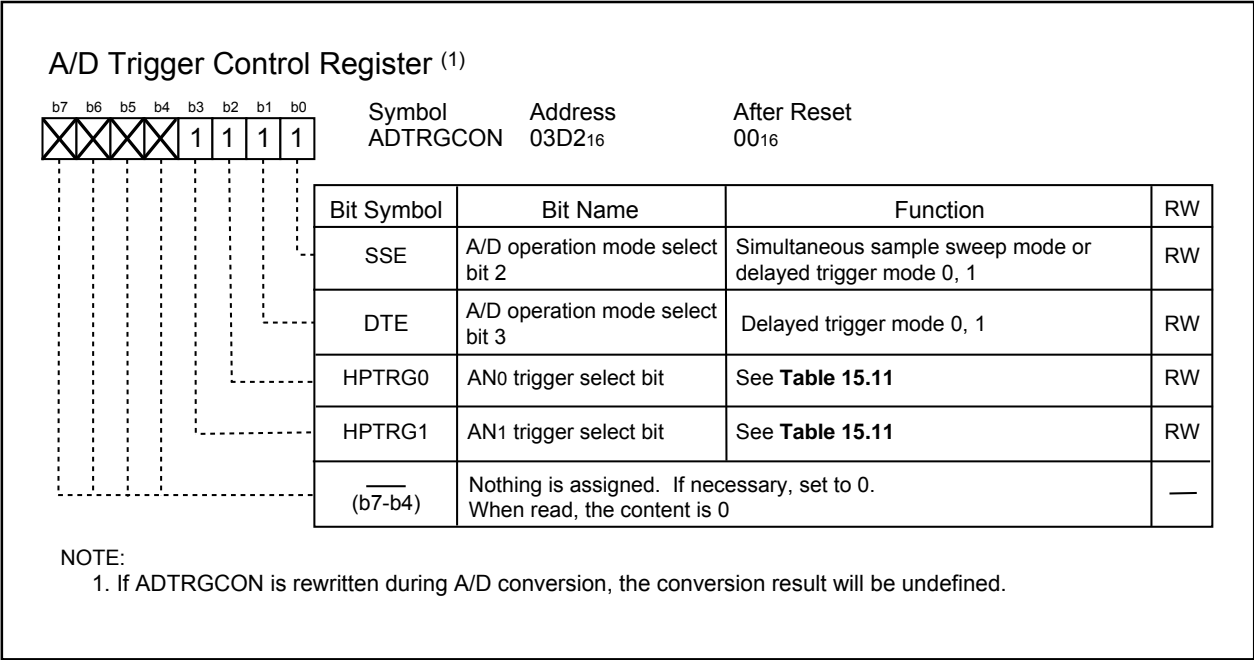 A/D Trigger Control Register (1)
b7 b6 b5 b4 b3 b2 b1 b0
Symbol Address After Reset
1 1 1 1
ADTRGCON 03D216 0016
Bit Symbol Bit Name Function RW
SSE
A/D operation mode select
bit 2
Simultaneous sample sweep mode or
delayed trigger mode 0, 1
RW
DTE
A/D operation mode select
bit 3
Delayed trigger mode 0, 1
RW
HPTRG0 AN0 trigger select bit See Table 15.11 RW
HPTRG1 AN1 trigger select bit See Table 15.11 RW
(b7-b4)
Nothing is assigned. If necessary, set to 0.
When read, the content is 0
—
NOTE:
1. If ADTRGCON is rewritten during A/D conversion, the conversion result will be undefined.